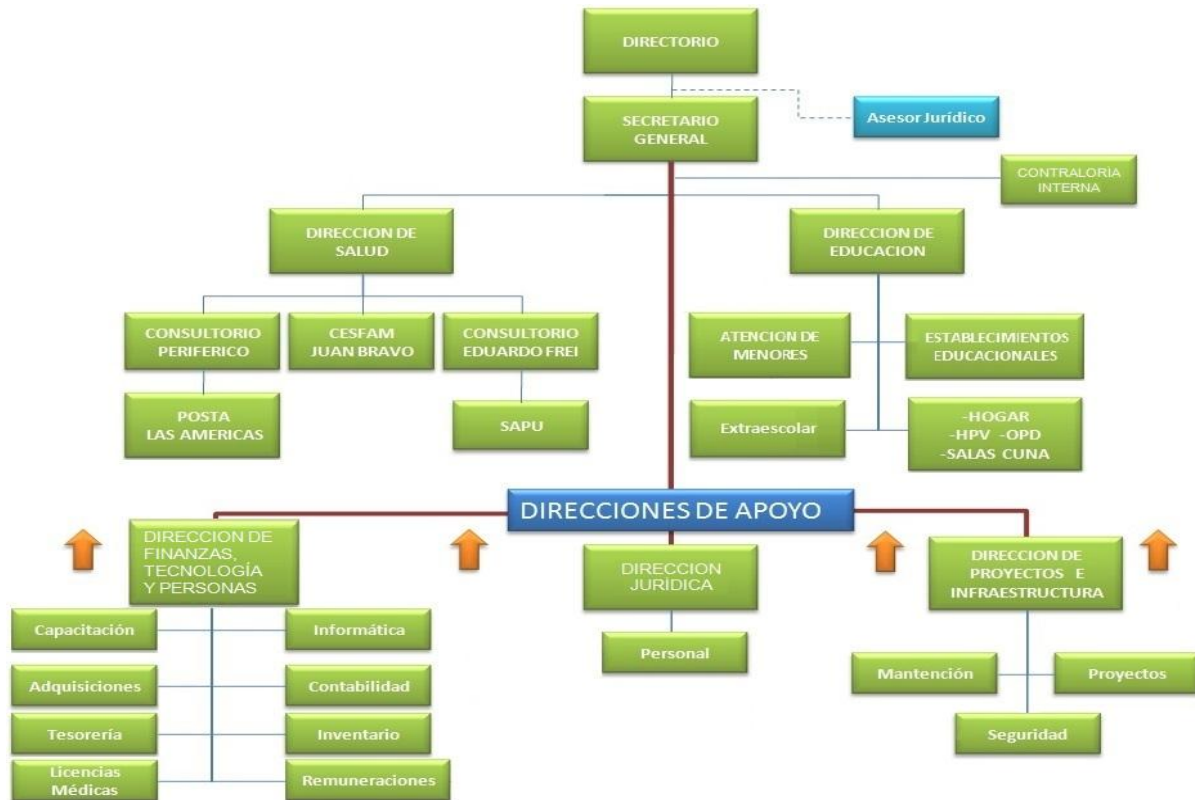 DIRECTORIO
SECRETARIO
GENERAL
Asesor Jurídico
CONTRALORÍA
INTERNA
DIRECCION DE
SALUD
DIRECCION DE
EDUCACION
CONSULTORIO
PERIFERICO
CESFAM
JUAN BRAVO
CONSULTORIO
EDUARDO FREI
ATENCION DE
MENORES
ESTABLECIMIENTOS
EDUCACIONALES
POSTA
LAS AMERICAS
SAPU
Extraescolar
-HOGAR
-HPV -OPD
-SALAS CUNA
DIRECCIONES DE APOYO
DIRECCION DE
FINANZAS,
TECNOLOGÍA
Y PERSONAS
DIRECCION
JURÍDICA
DIRECCION DE
PROYECTOS E
INFRAESTRUCTURA
Capacitación
Informática
Personal
Adquisiciones
Contabilidad
Mantención
Proyectos
Tesorería
Inventario
Seguridad
Licencias
Médicas
Remuneraciones